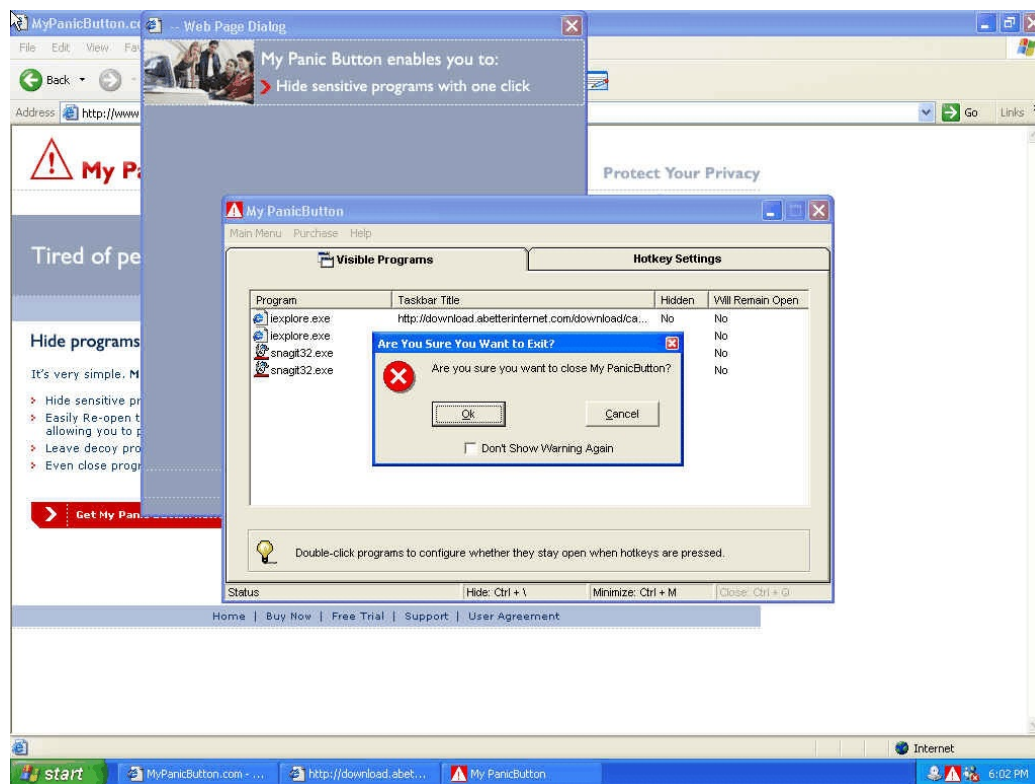 MyPanicButton.co
-- Web Page Dialog
File Edit View Fav
My Panic Button enables you to:
Hide sensitive programs with one click
Back
Address http://www
Go Links
My Pa
Protect Your Privacy
Tired of pe
Hide programs
It's very simple. M
Hide sensitive pr
Easily Re-open t
allowing you to p
Leave decoy pro
Even close progr
Get My Pan
My PanicButton
Main Menu Purchase Help
Visible Programs Hotkey Settings
Program Taskbar Title Hidden Will Remain Open
iexplore.exe http://download.abetterinternet.com/download/ca... No No
iexplore.exe No
snagit32.exe No
snagit32.exe No
Are You Sure You Want to Exit?
Are you sure you want to close My PanicButton?
Ok Cancel
Don't Show Warning Again
Double-click programs to configure whether they stay open when hotkeys are pressed.
Status Hide: Ctrl + \ Minimize: Ctrl + M Close: Ctrl + Q
Home | Buy Now | Free Trial | Support | User Agreement
Internet
start MyPanicButton.com - ... http://download.abet... My PanicButton 6:02 PM